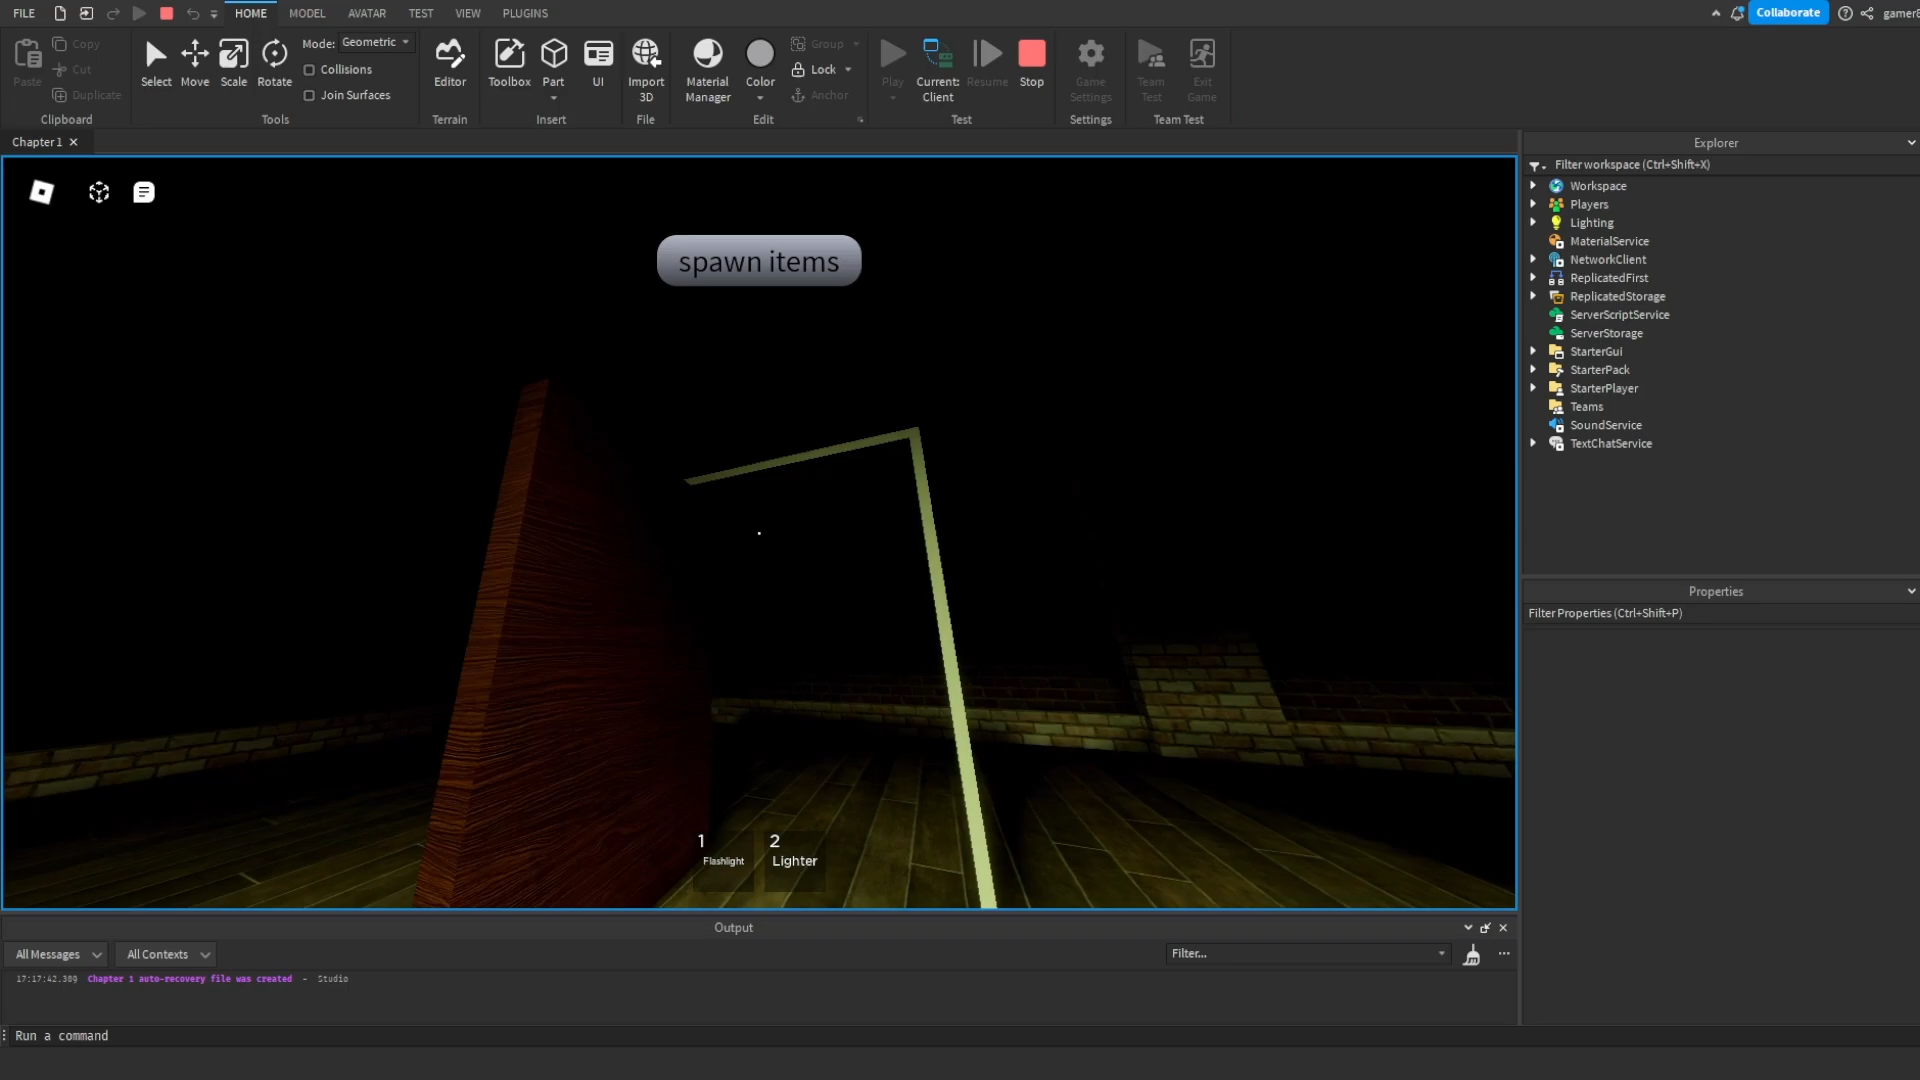 FILE HOME MODEL AVATAR TEST VIEW PLUGINS Collaborate
Paste Copy Cut Duplicate Clipboard
Select Move Scale Rotate Mode: Geometric Collisions Join Surfaces Tools
Editor Terrain
Toolbox Part UI Insert
Import 3D File
Material Manager Color Group Lock Anchor Edit
Play Current: Client Resume Stop Test
Game Settings Settings
Team Test Exit Game Team Test
Chapter 1
spawn items
1 Flashlight
2 Lighter
Explorer
Filter workspace (Ctrl+Shift+X)
Workspace
Players
Lighting
MaterialService
NetworkClient
ReplicatedFirst
ReplicatedStorage
ServerScriptService
ServerStorage
StarterGui
StarterPack
StarterPlayer
Teams
SoundService
TextChatService
Properties
Filter Properties (Ctrl+Shift+P)
Output
All Messages All Contexts Filter...
17:17:42.309 Chapter 1 auto-recovery file was created - Studio
Run a command